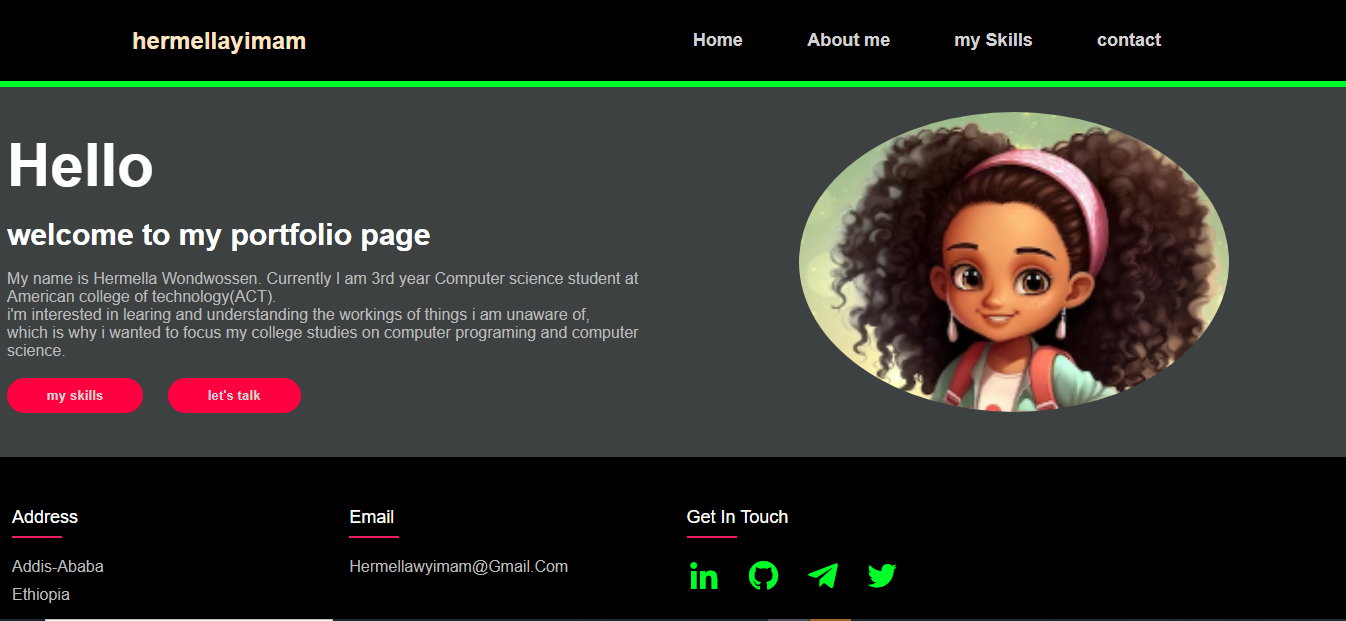 hermellayimam
Home About me my Skills contact
Hello
welcome to my portfolio page
My name is Hermella Wondwossen. Currently I am 3rd year Computer science student at
American college of technology(ACT).
i'm interested in learing and understanding the workings of things i am unaware of,
which is why i wanted to focus my college studies on computer programing and computer
science.
my skills let's talk
Address Email Get In Touch
Addis-Ababa Hermellawyimam@Gmail.Com
Ethiopia
in